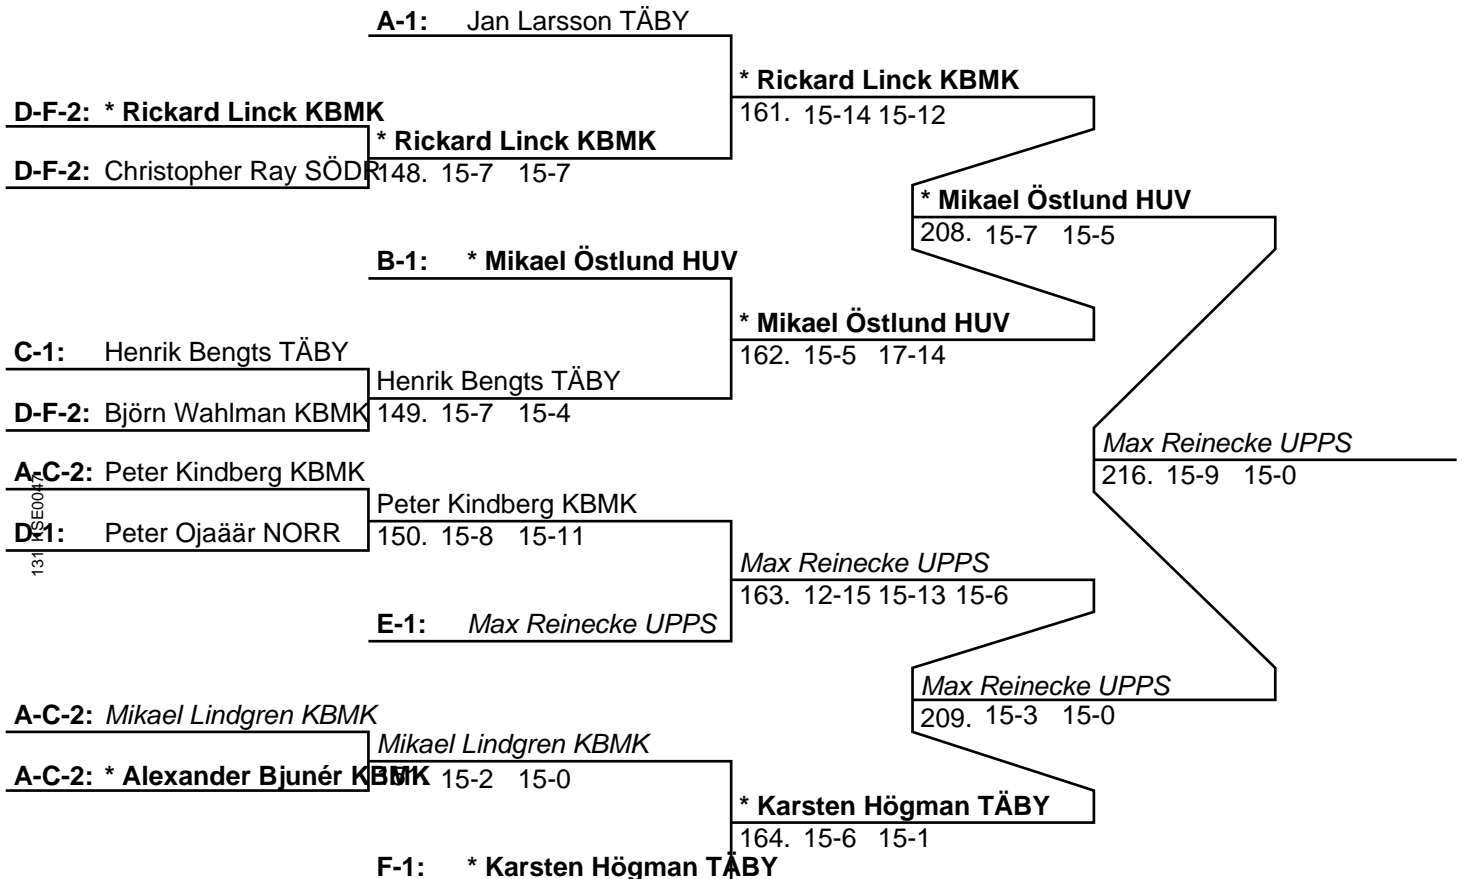 A-1: Jan Larsson TÄBY
* Rickard Linck KBMK
161. 15-14 15-12
D-F-2: * Rickard Linck KBMK
* Rickard Linck KBMK
148. 15-7 15-7
D-F-2: Christopher Ray SÖDR
* Mikael Östlund HUV
208. 15-7 15-5
B-1: * Mikael Östlund HUV
* Mikael Östlund HUV
162. 15-5 17-14
C-1: Henrik Bengts TÄBY
Henrik Bengts TÄBY
149. 15-7 15-4
D-F-2: Björn Wahlman KBMK
Max Reinecke UPPS
216. 15-9 15-0
A-C-2: Peter Kindberg KBMK
Peter Kindberg KBMK
150. 15-8 15-11
D-1: Peter Ojaäär NORR
Max Reinecke UPPS
163. 12-15 15-13 15-6
E-1: Max Reinecke UPPS
Max Reinecke UPPS
209. 15-3 15-0
A-C-2: Mikael Lindgren KBMK
Mikael Lindgren KBMK
15-2 15-0
A-C-2: * Alexander Bjunér KBMK
* Karsten Högman TÄBY
164. 15-6 15-1
F-1: * Karsten Högman TÄBY